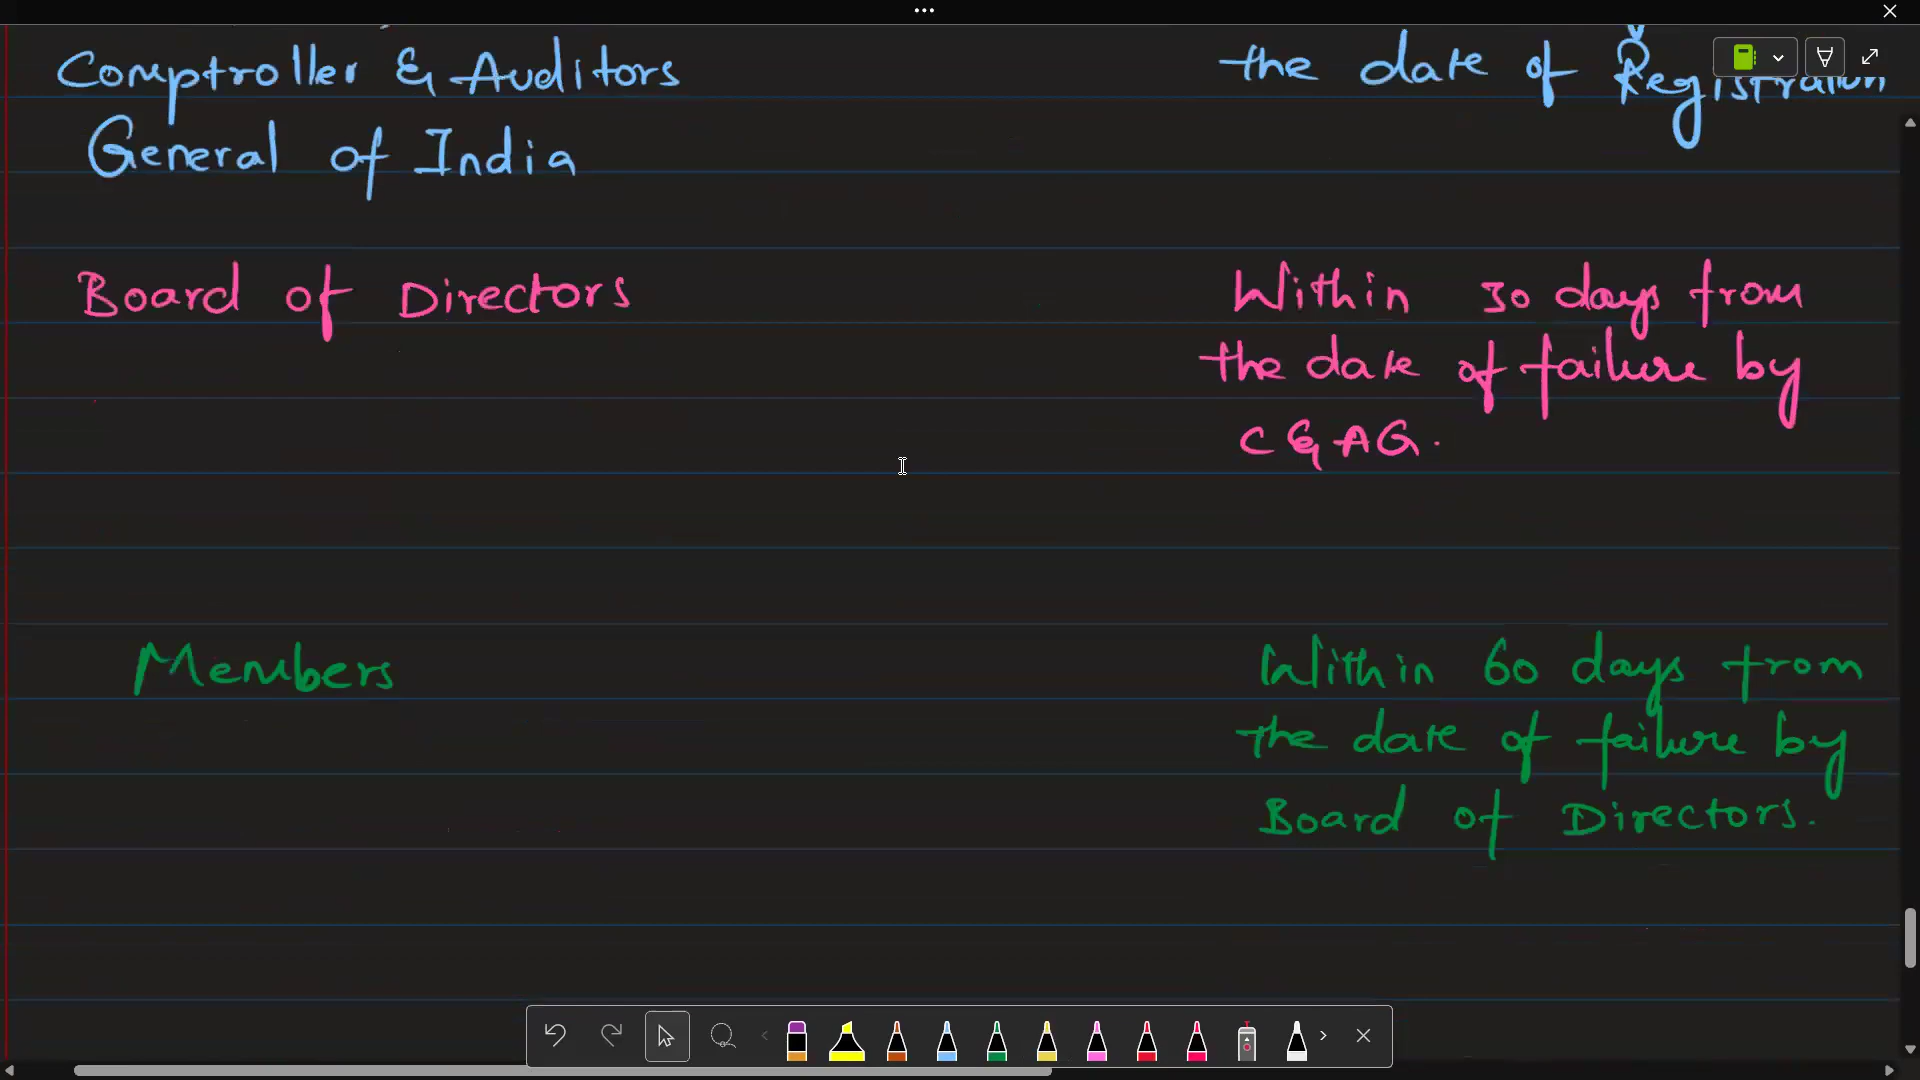 Comptroller & Auditors
General of India
the date of Registration
Board of Directors
Within 30 days from
the date of failure by
C & A G.
Members
Within 60 days from
the date of failure by
Board of Directors.